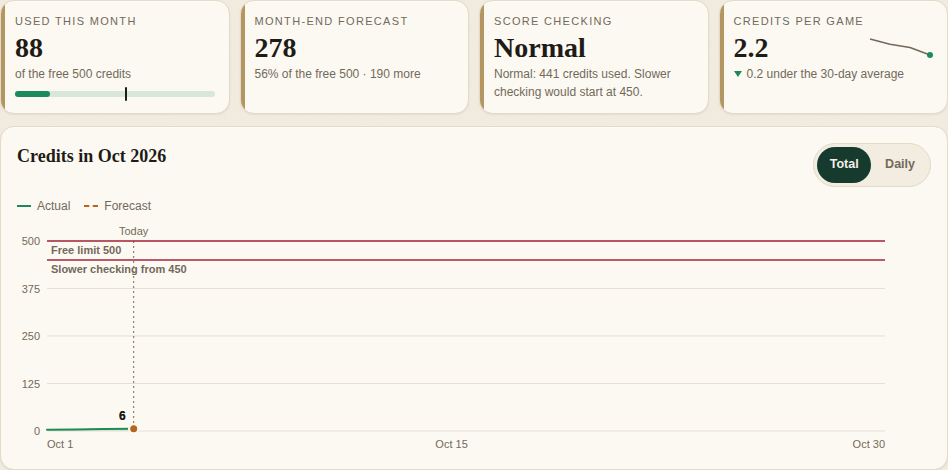 USED THIS MONTH
88
of the free 500 credits
MONTH-END FORECAST
278
56% of the free 500 · 190 more
SCORE CHECKING
Normal
Normal: 441 credits used. Slower
checking would start at 450.
CREDITS PER GAME
2.2
0.2 under the 30-day average
Credits in Oct 2026
Total
Daily
Actual
Forecast
Today
500
Free limit 500
Slower checking from 450
375
250
125
6
0
Oct 1
Oct 15
Oct 30